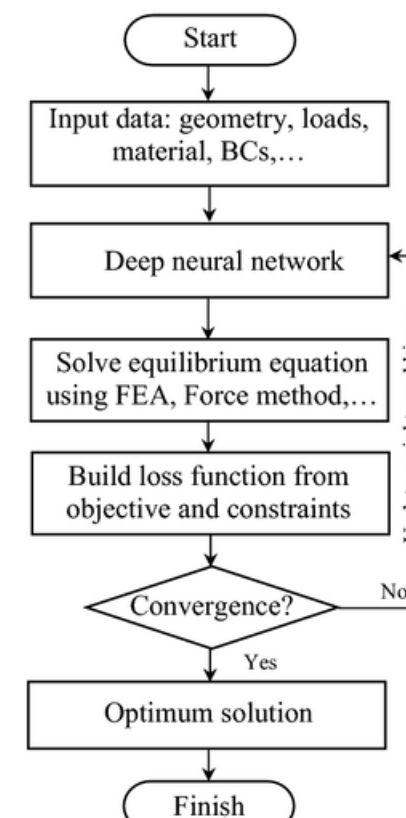 Start
Input data: geometry, loads,
material, BCs,…
Deep neural network
Solve equilibrium equation
using FEA, Force method,…
Build loss function from
objective and constraints
Convergence?
No
Yes
Optimum solution
Finish